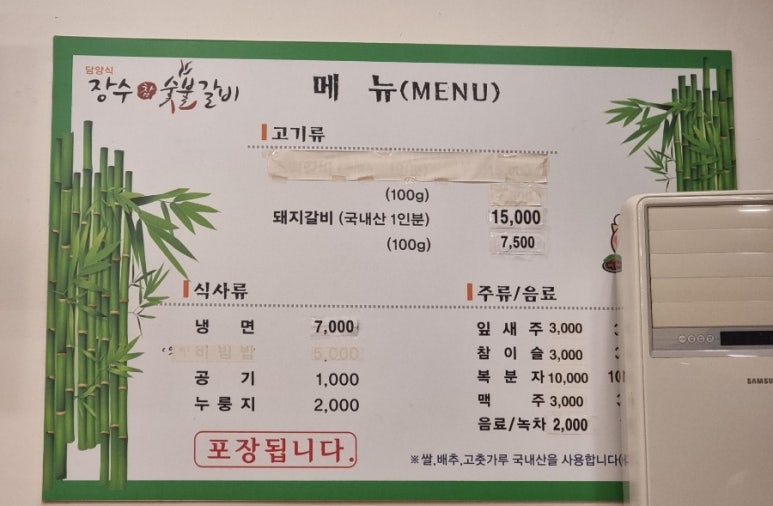 담양식
장수 참 숯불갈비
메 뉴(MENU)
고기류
(100g)
돼지갈비 (국내산 1인분) 15,000
(100g) 7,500
식사류
냉 면 7,000
비빔밥 5,000
공 기 1,000
누룽지 2,000
포장됩니다.
주류/음료
잎 새 주 3,000
참 이 슬 3,000
복 분 자 10,000
맥 주 3,000
음료/녹차 2,000
※쌀,배추,고춧가루 국내산을 사용합니다
SAMSUNG